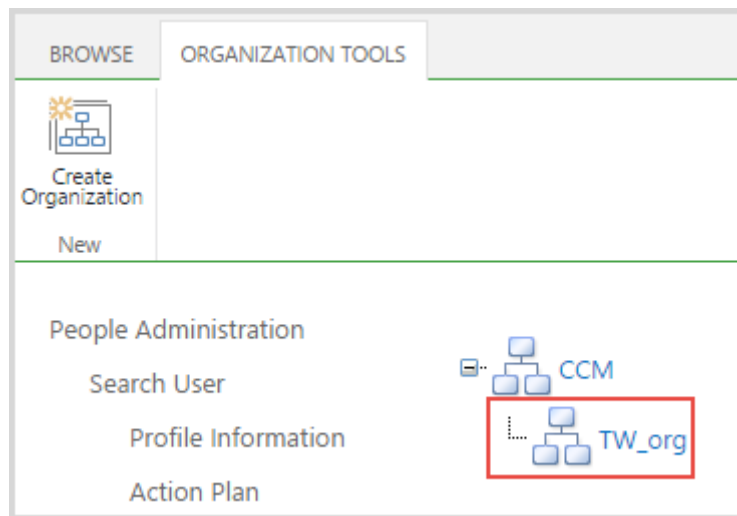 BROWSE
ORGANIZATION TOOLS
Create
Organization
New
People Administration
Search User
Profile Information
Action Plan
CCM
TW_org